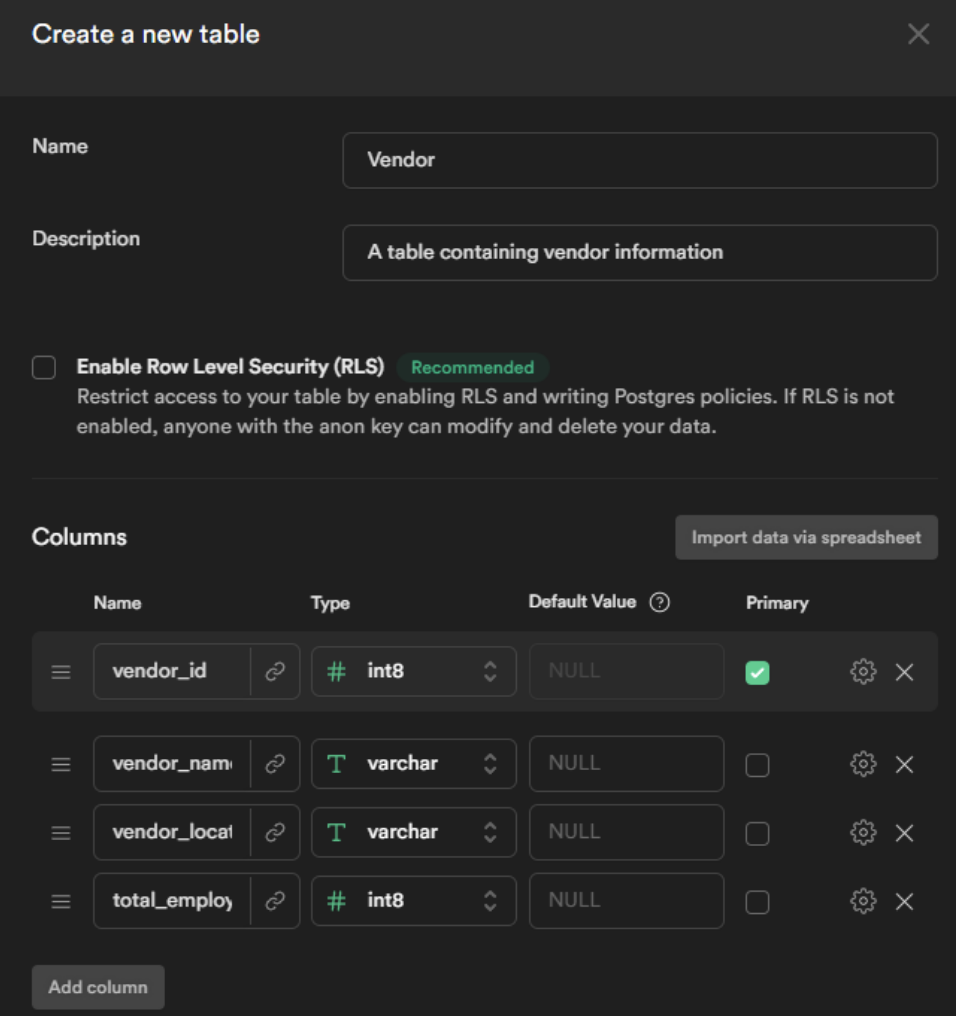 Create a new table
Name
Vendor
Description
A table containing vendor information
Enable Row Level Security (RLS) Recommended
Restrict access to your table by enabling RLS and writing Postgres policies. If RLS is not
enabled, anyone with the anon key can modify and delete your data.
Columns
Import data via spreadsheet
Name Type Default Value ? Primary
vendor_id # int8 NULL
vendor_nam T varchar NULL
vendor_locat T varchar NULL
total_employ # int8 NULL
Add column